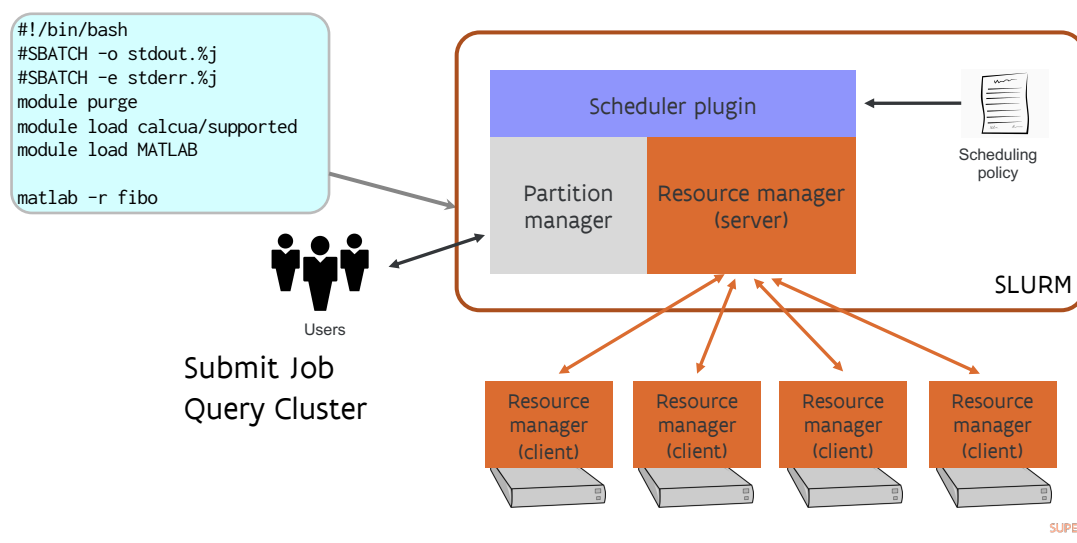 #!/bin/bash
#SBATCH -o stdout.%j
#SBATCH -e stderr.%j
module purge
module load calcua/supported
module load MATLAB
matlab -r fibo
Scheduler plugin
Scheduling
policy
Partition
manager
Resource manager
(server)
SLURM
Users
Submit Job
Query Cluster
Resource
manager
(client)
Resource
manager
(client)
Resource
manager
(client)
Resource
manager
(client)
SUPE